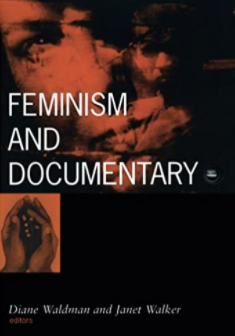 FEMINISM
AND
DOCUMENTARY
Diane Waldman and Janet Walker
editors